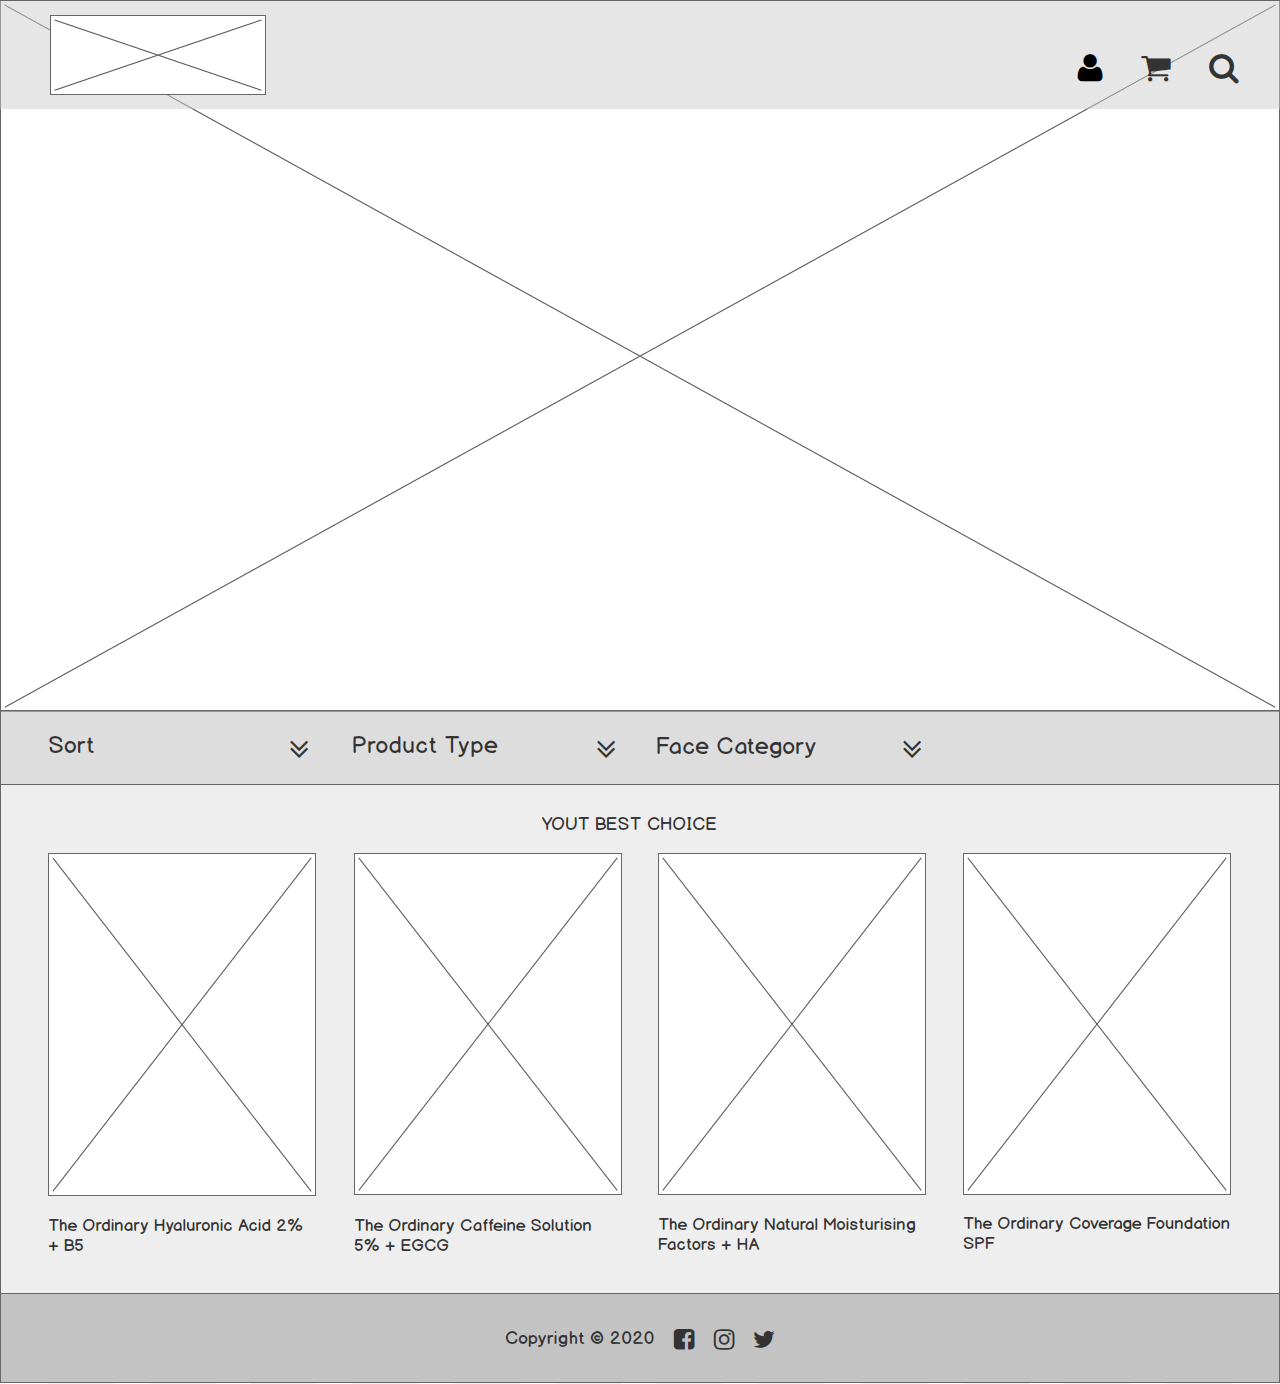 Sort
Product Type
Face Category
YOUT BEST CHOICE
The Ordinary Hyaluronic Acid 2%
+ B5
The Ordinary Caffeine Solution
5% + EGCG
The Ordinary Natural Moisturising
Factors + HA
The Ordinary Coverage Foundation
SPF
Copyright © 2020